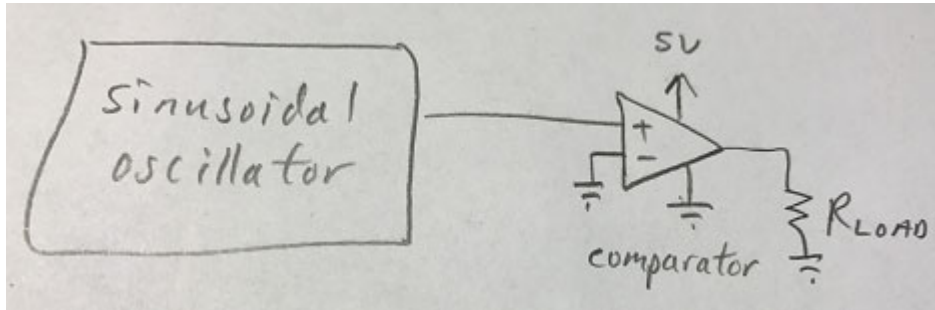 5V
Sinusoidal
oscillator
+
-
RLOAD
comparator